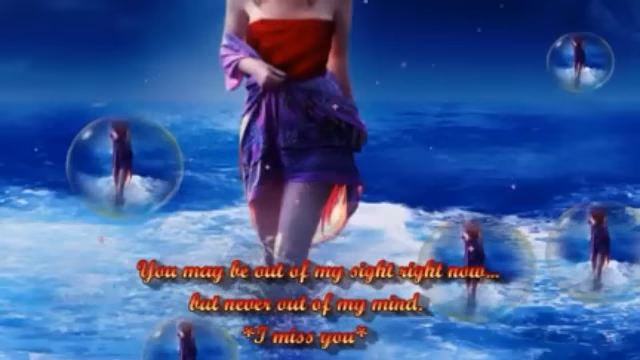 You may be out of my sight right now...
but never out of my mind.
*I miss you*